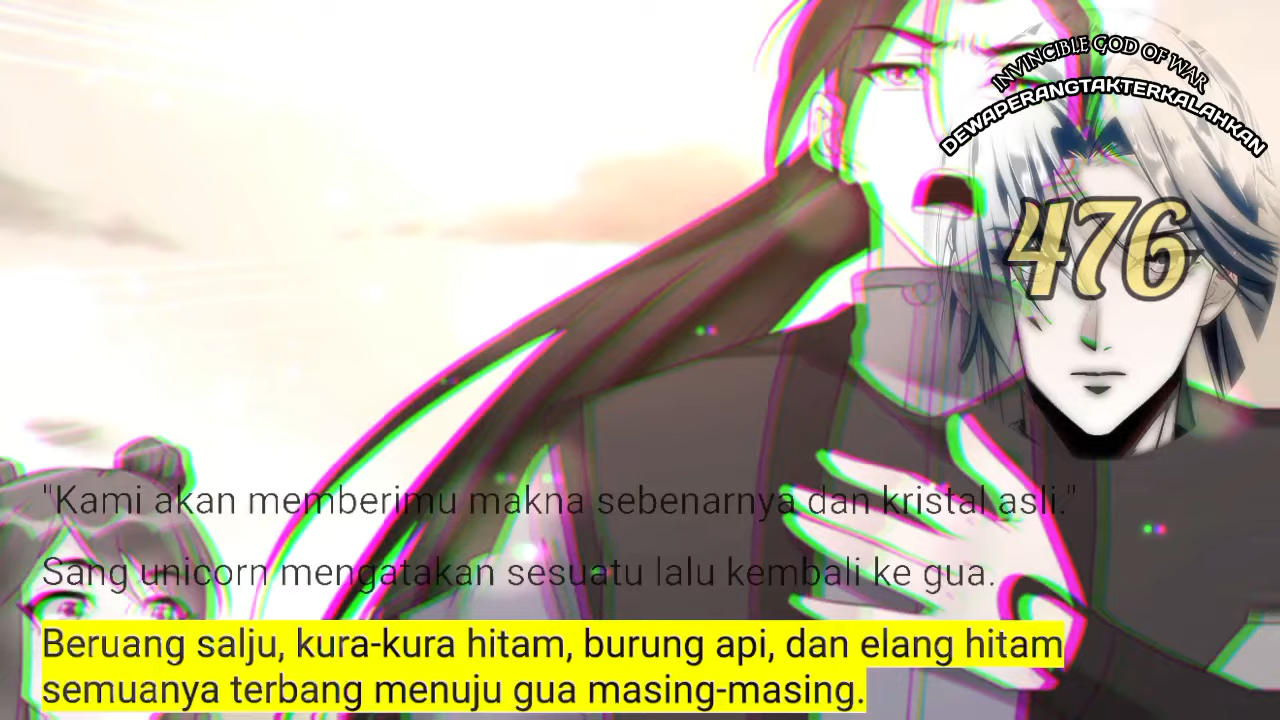 INVINCIBLE GOD OF WAR
DEWAPERANGTAKTERKALAHKAN
476
"Kami akan memberimu makna sebenarnya dan kristal asli."
Sang unicorn mengatakan sesuatu lalu kembali ke gua.
Beruang salju, kura-kura hitam, burung api, dan elang hitam
semuanya terbang menuju gua masing-masing.